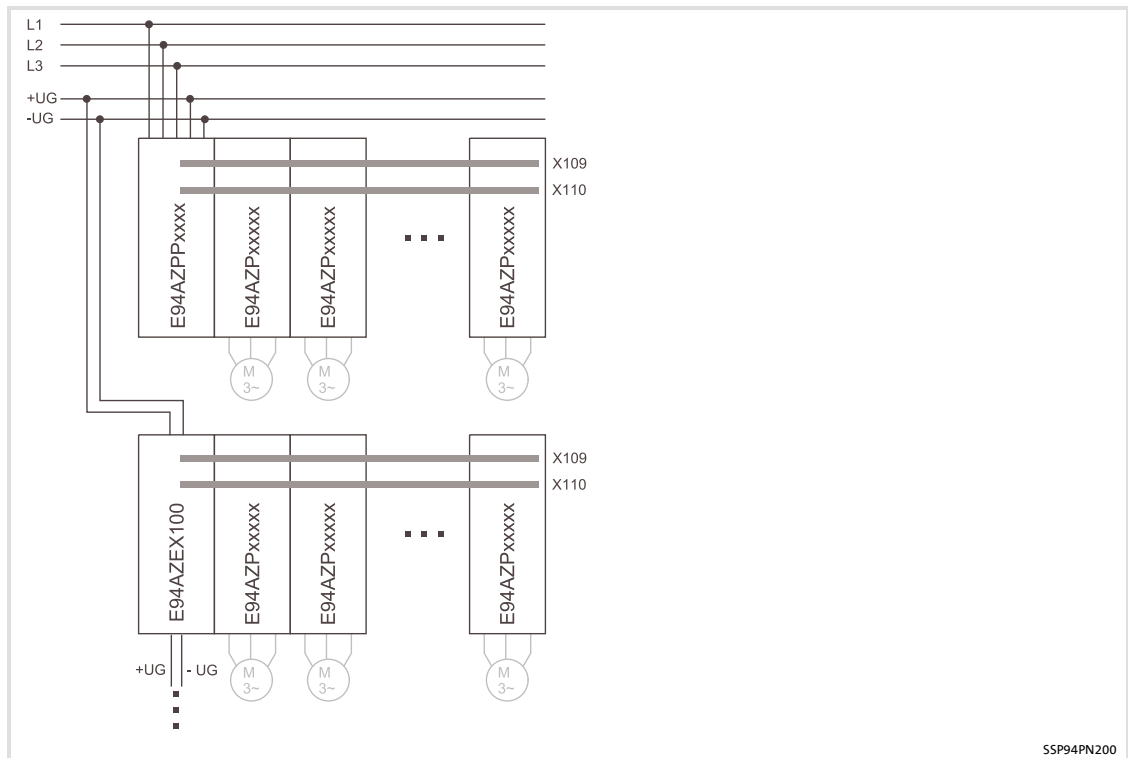 L1
L2
L3
+UG
-UG
X109
X110
E94AZPPxxxx
E94AZPxxxxx
E94AZPxxxxx
E94AZPxxxxx
M
3~
M
3~
M
3~
X109
X110
E94AZEX100
E94AZPxxxxx
E94AZPxxxxx
E94AZPxxxxx
+UG
- UG
M
3~
M
3~
M
3~
SSP94PN200